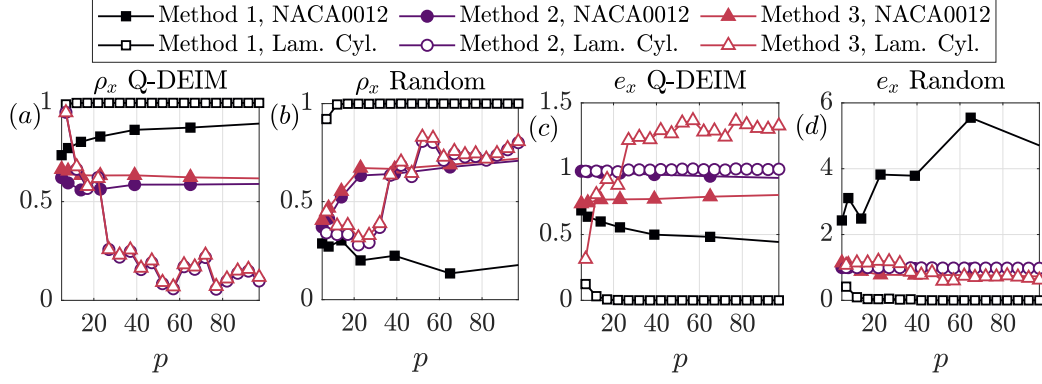 Method 1, NACA0012 Method 2, NACA0012 Method 3, NACA0012
Method 1, Lam. Cyl. Method 2, Lam. Cyl. Method 3, Lam. Cyl.
ρx Q-DEIM
ρx Random
ex Q-DEIM
ex Random
(a)
(b)
(c)
(d)
1
0.5
0
20 40 60 80
p
1
0.5
0
20 40 60 80
p
1.5
1
0.5
0
20 40 60 80
p
6
4
2
0
20 40 60 80
p